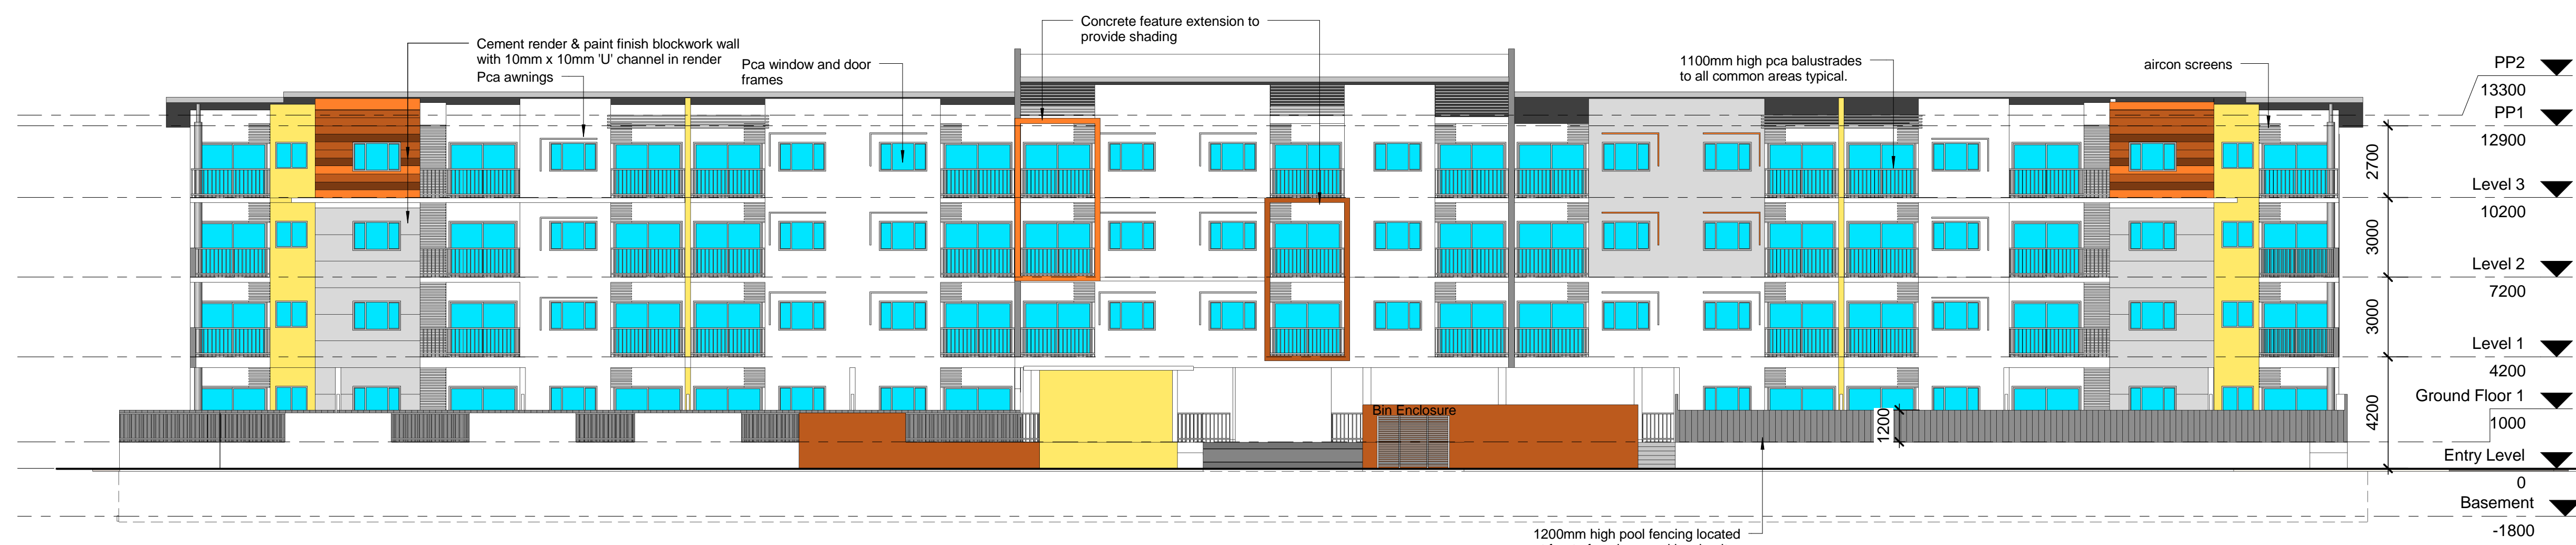 Concrete feature extension to
provide shading
Cement render & paint finish blockwork wall
with 10mm x 10mm 'U' channel in render
Pca awnings
Pca window and door
frames
1100mm high pca balustrades
to all common areas typical.
aircon screens
PP2
13300
PP1
12900
2700
Level 3
10200
3000
Level 2
7200
3000
Level 1
4200
4200
Ground Floor 1
1000
Bin Enclosure
1200
Entry Level
0
Basement
-1800
1200mm high pool fencing located